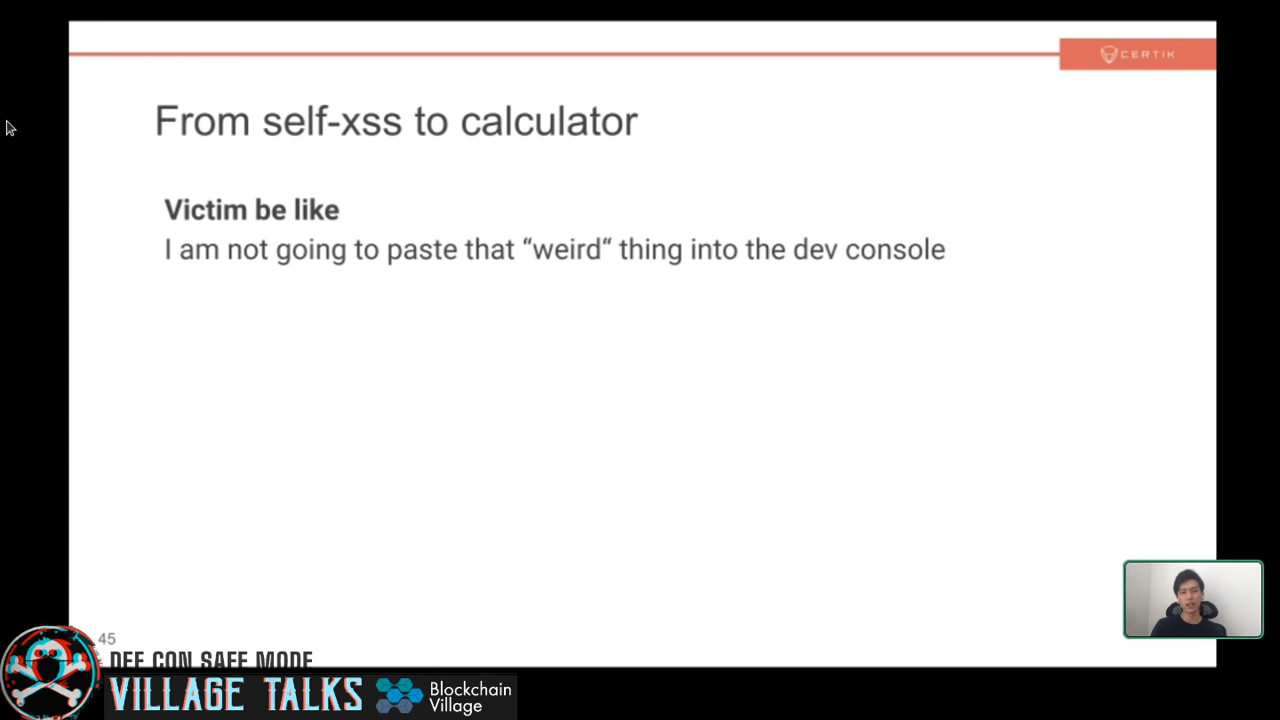 CERTIK
From self-xss to calculator
Victim be like
I am not going to paste that “weird“ thing into the dev console
45
DEF CON SAFE MODE
VILLAGE TALKS
Blockchain
Village